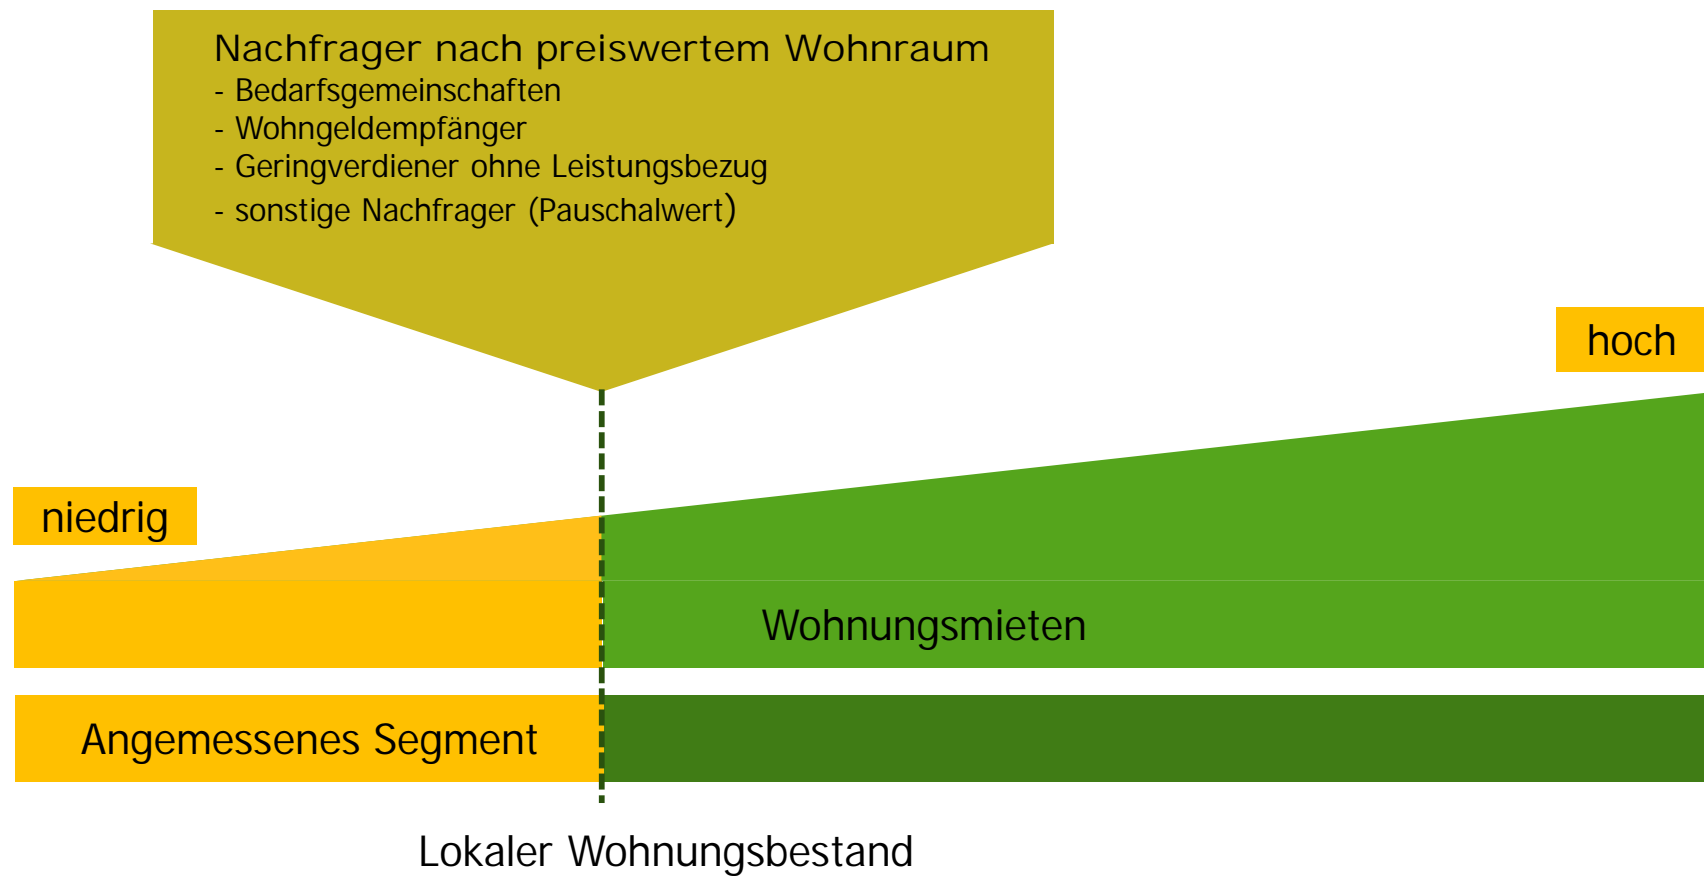 Nachfrager nach preiswertem Wohnraum
- Bedarfsgemeinschaften
- Wohngeldempfänger
- Geringverdiener ohne Leistungsbezug
- sonstige Nachfrager (Pauschalwert)
hoch
niedrig
Wohnungsmieten
Angemessenes Segment
Lokaler Wohnungsbestand